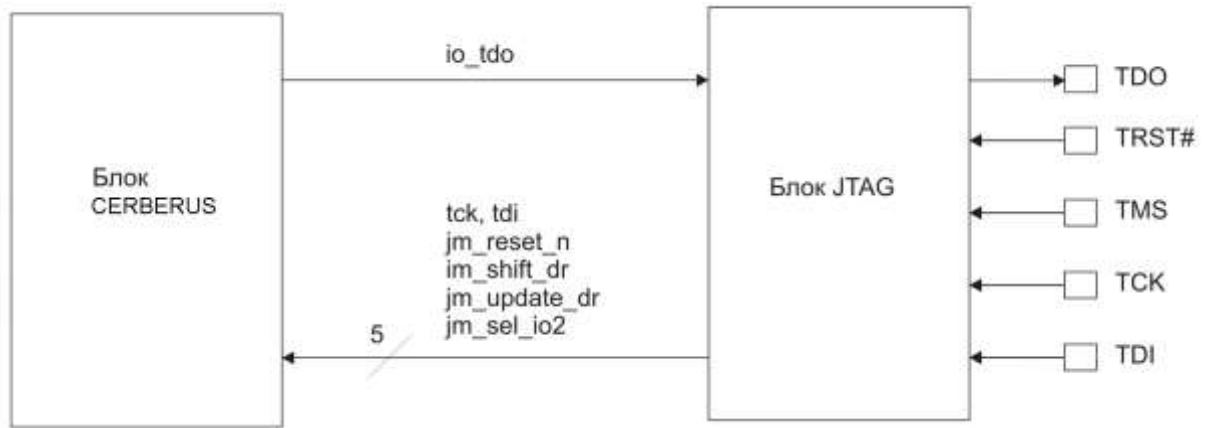 io_tdo
Блок
CERBERUS
tck, tdi
jm_reset_n
im_shift_dr
jm_update_dr
jm_sel_io2
5
Блок JTAG
TDO
TRST#
TMS
TCK
TDI